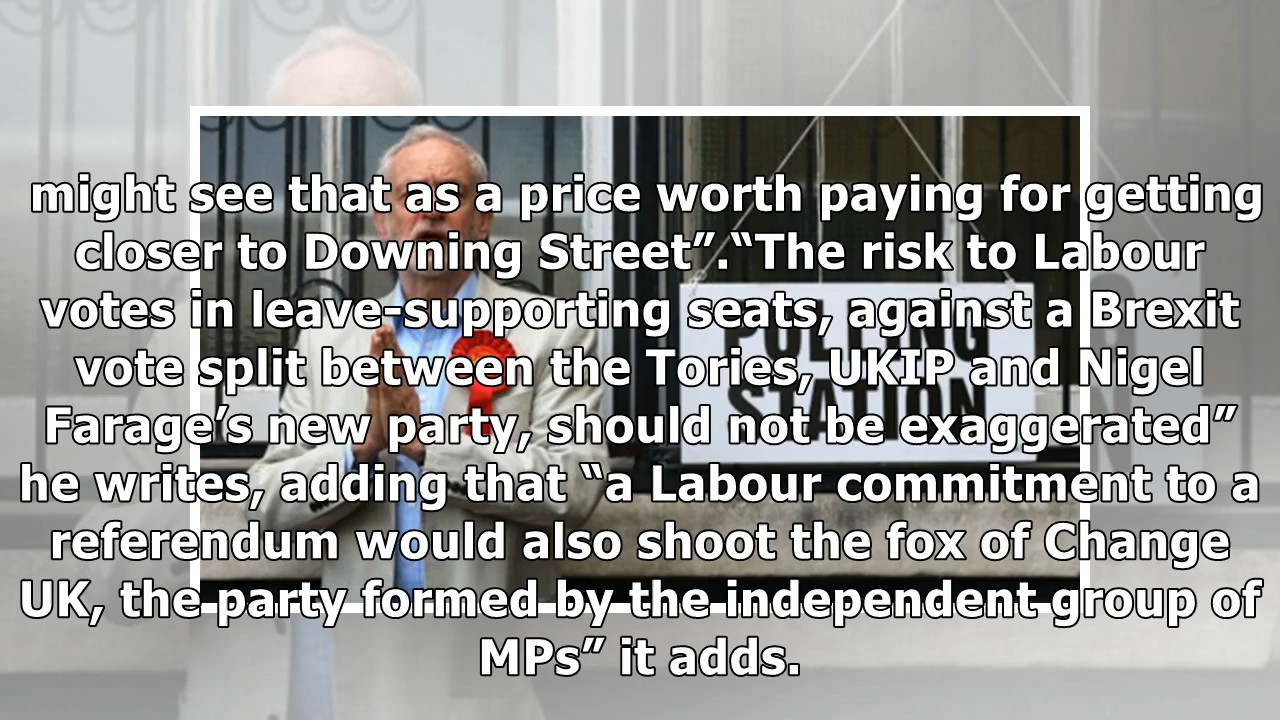 might see that as a price worth paying for getting
closer to Downing Street”.“The risk to Labour
votes in leave-supporting seats, against a Brexit
vote split between the Tories, UKIP and Nigel
Farage’s new party, should not be exaggerated”
he writes, adding that “a Labour commitment to a
referendum would also shoot the fox of Change
UK, the party formed by the independent group of
MPs” it adds.
POLLING
STATION